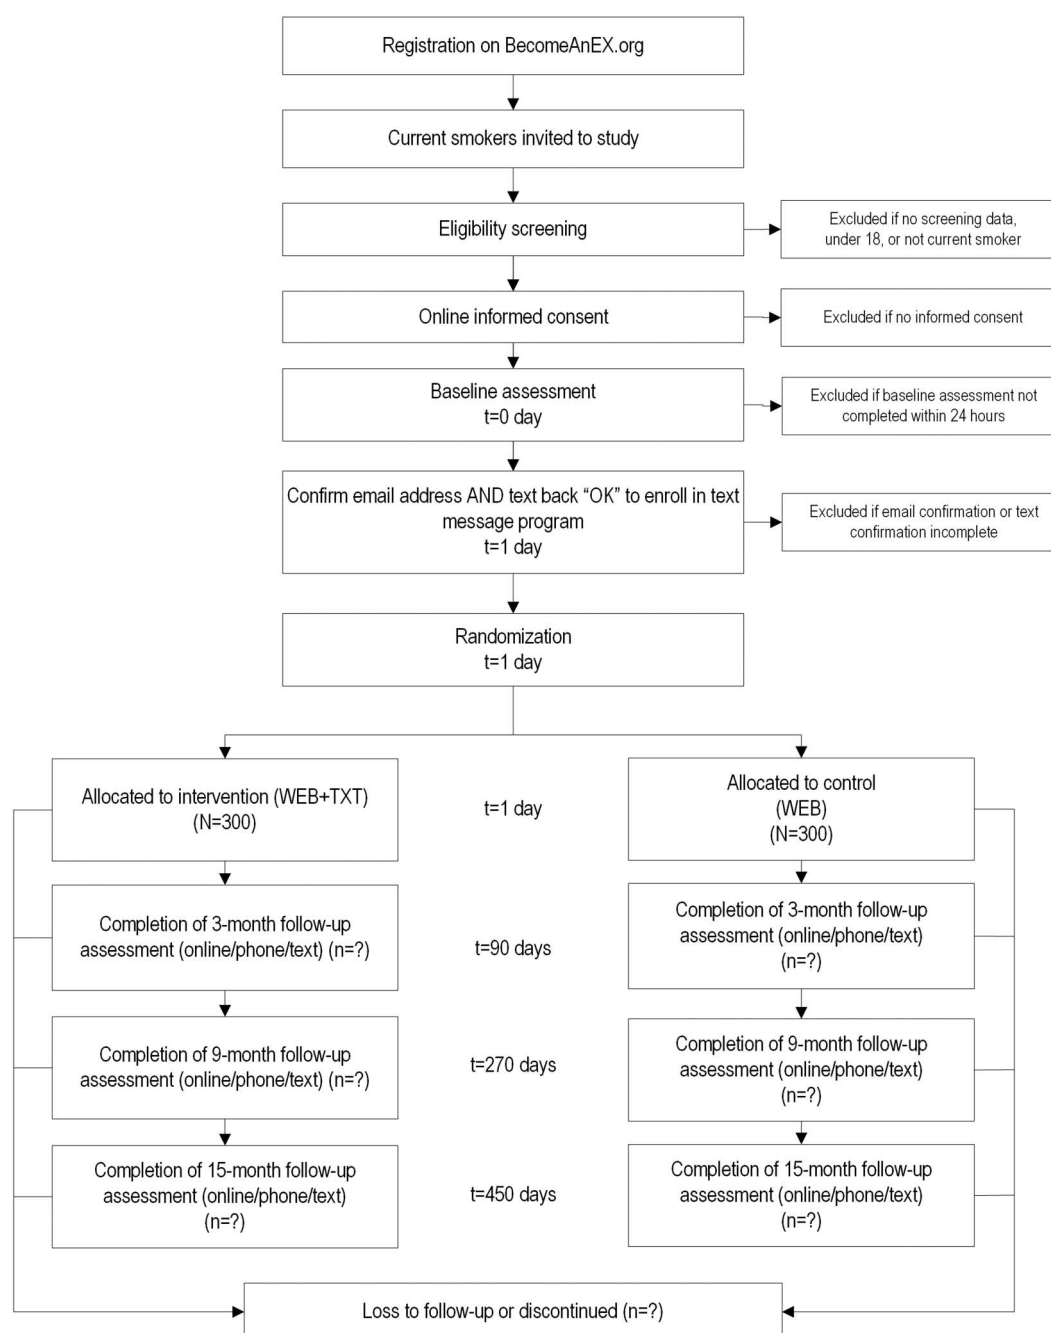 Registration on BecomeAnEX.org
Current smokers invited to study
Eligibility screening
Excluded if no screening data,
under 18, or not current smoker
Online informed consent
Excluded if no informed consent
Baseline assessment
t=0 day
Excluded if baseline assessment not
completed within 24 hours
Confirm email address AND text back “OK” to enroll in text
message program
t=1 day
Excluded if email confirmation or text
confirmation incomplete
Randomization
t=1 day
Allocated to intervention (WEB+TXT)
(N=300)
t=1 day
Allocated to control
(WEB)
(N=300)
Completion of 3-month follow-up
assessment (online/phone/text) (n=?)
t=90 days
Completion of 3-month follow-up
assessment (online/phone/text)
(n=?)
Completion of 9-month follow-up
assessment (online/phone/text) (n=?)
t=270 days
Completion of 9-month follow-up
assessment (online/phone/text)
(n=?)
Completion of 15-month follow-up
assessment (online/phone/text)
(n=?)
t=450 days
Completion of 15-month follow-up
assessment (online/phone/text)
(n=?)
Loss to follow-up or discontinued (n=?)